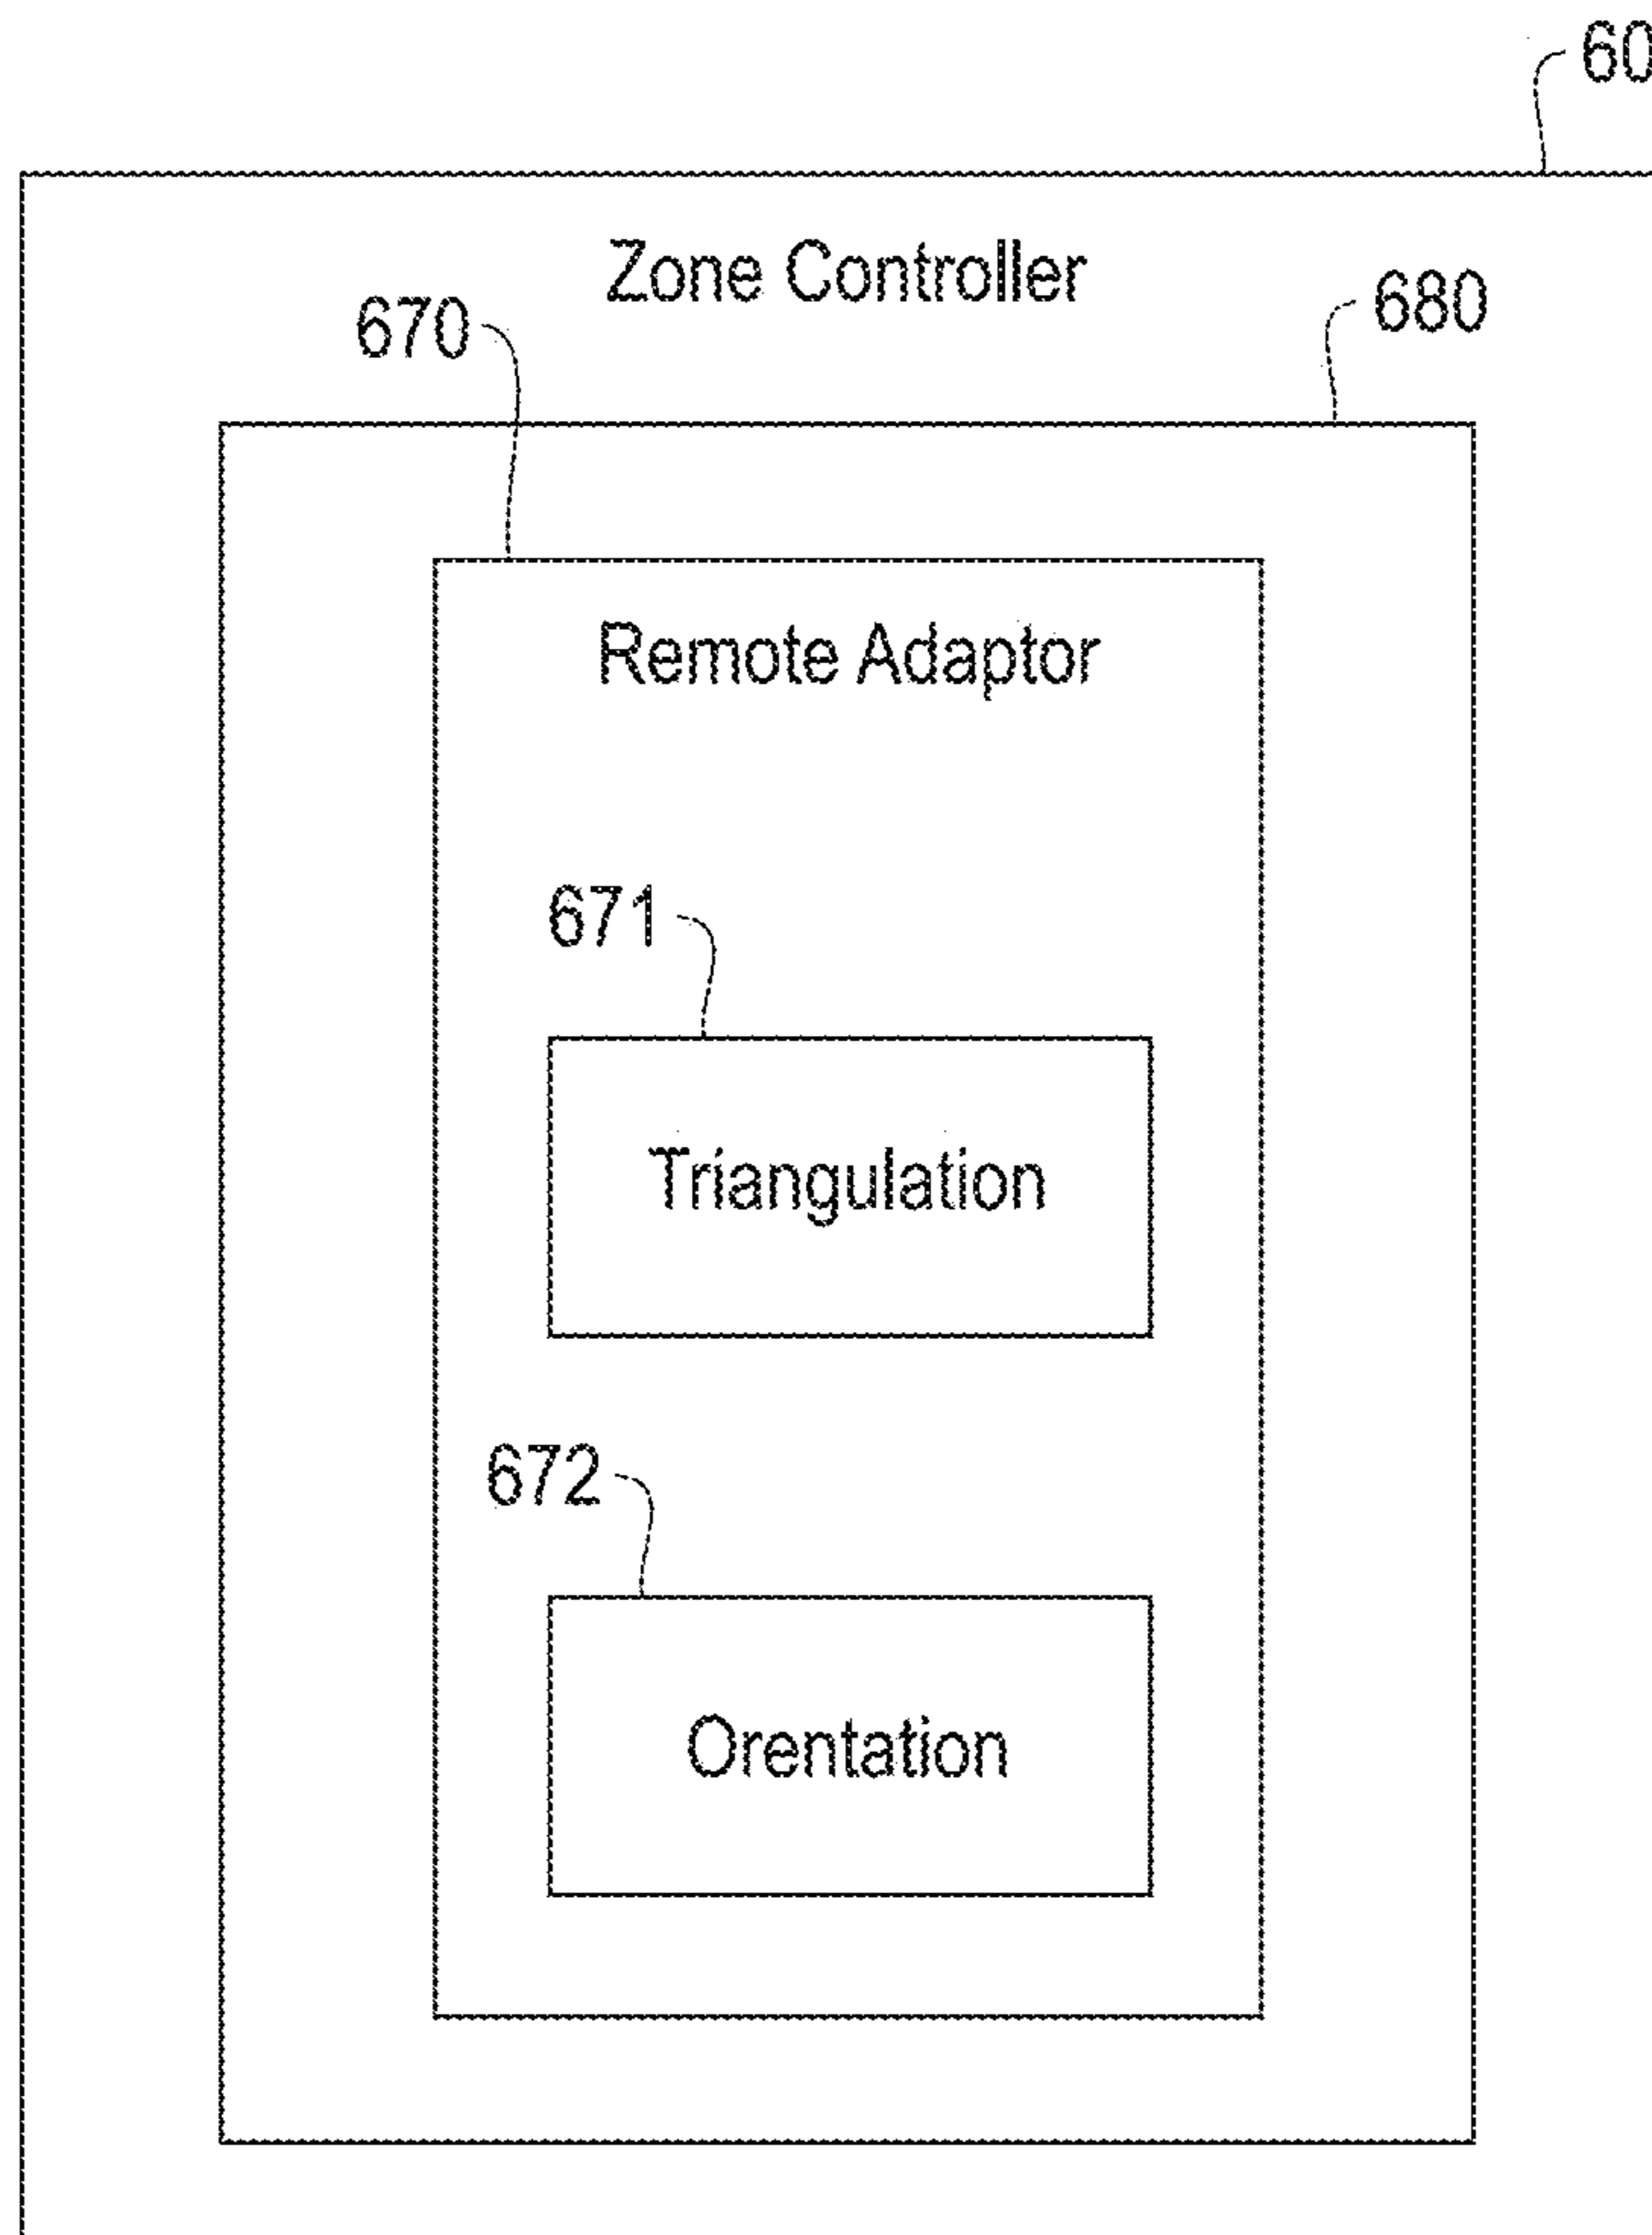 60
Zone Controller
670
680
Remote Adaptor
671
Triangulation
672
Orentation